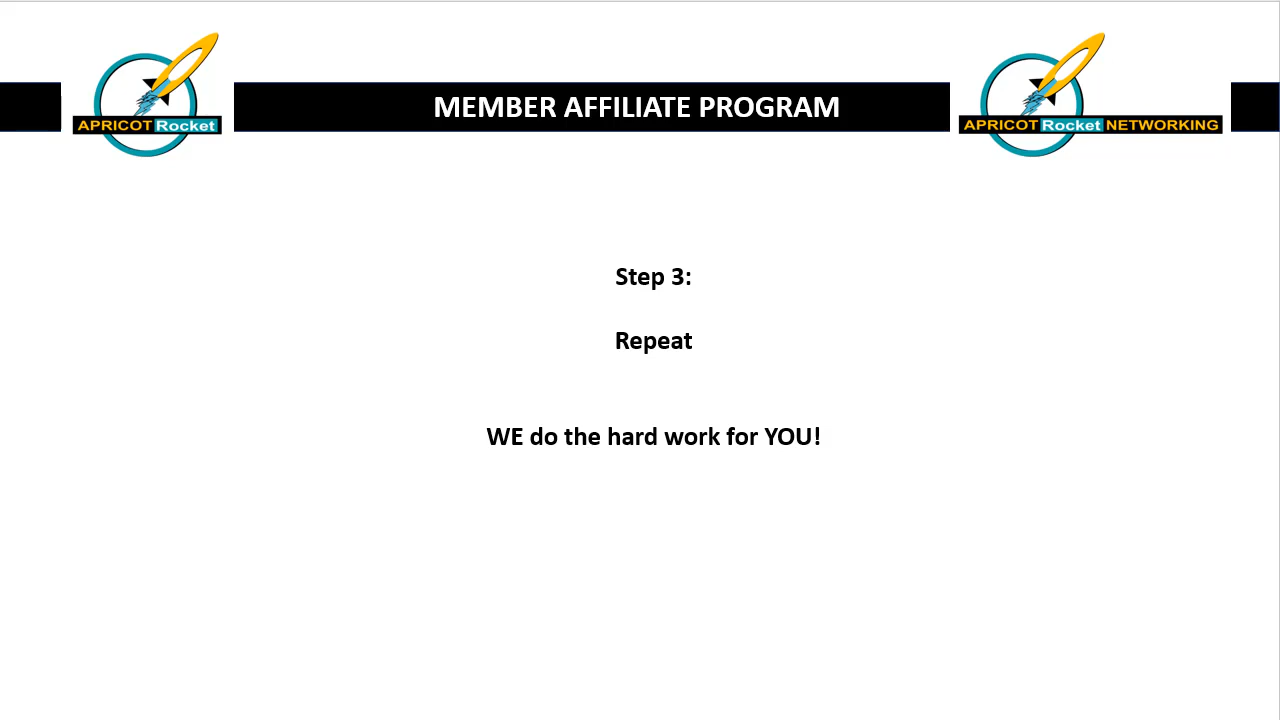 MEMBER AFFILIATE PROGRAM
APRICOT Rocket
APRICOT Rocket NETWORKING
Step 3:
Repeat
WE do the hard work for YOU!